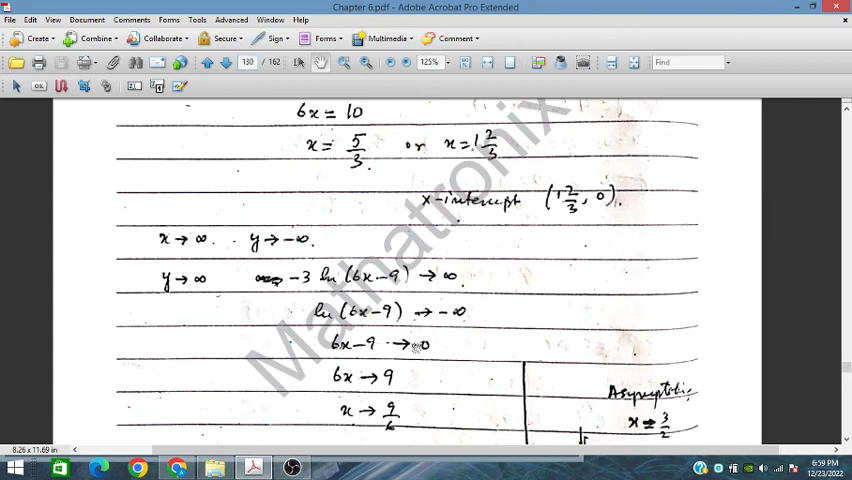 Chapter 6.pdf - Adobe Acrobat Pro Extended
File Edit View Document Comments Forms Tools Advanced Window Help
Create Combine Collaborate Secure Sign Forms Multimedia Comment
130 / 162 125% Find
6x = 10
x = 5/3 or x = 1 2/3
x-intercept (1 2/3, 0).
x → ∞. y → -∞.
y → ∞ -3 ln (6x-9) → ∞.
ln (6x-9) → -∞
6x-9 → 0
6x → 9
x → 9/6
Asymptote:
x = 3/2
Mathatronix
8.26 x 11.69 in
6:59 PM
12/23/2022